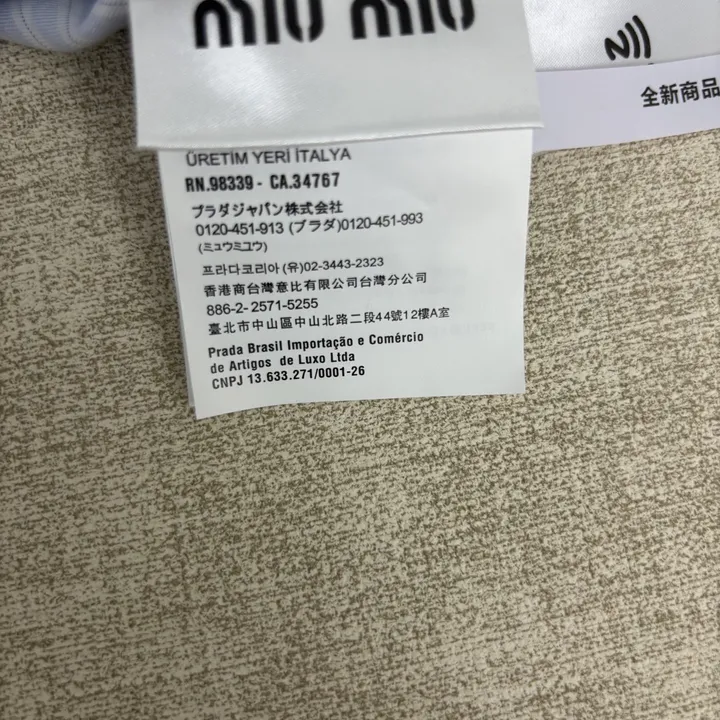 miu miu
全新商品
ÜRETİM YERİ İTALYA
RN.98339 - CA.34767
プラダジャパン株式会社
0120-451-913 (プラダ)0120-451-993
(ミュウミュウ)
프라다코리아(유)02-3443-2323
香港商台灣意比有限公司台灣分公司
886-2-2571-5255
臺北市中山區中山北路二段44號12樓A室
Prada Brasil Importação e Comércio
de Artigos de Luxo Ltda
CNPJ 13.633.271/0001-26